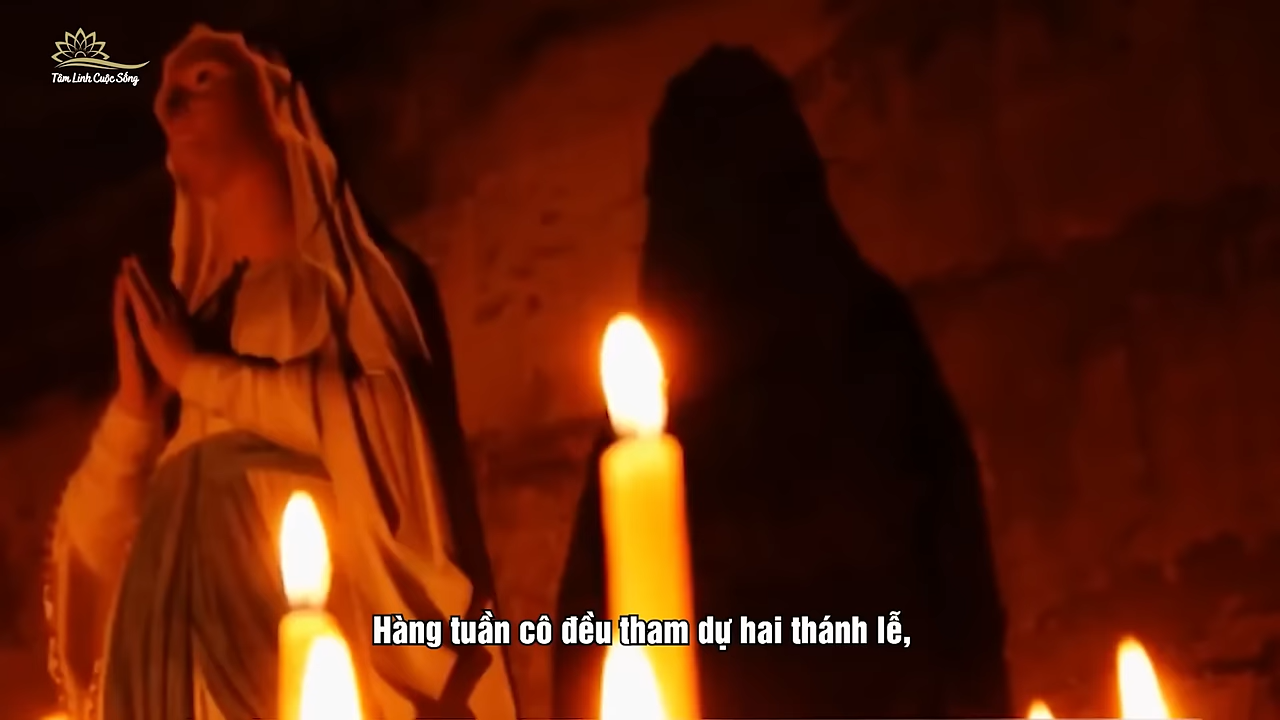 Tâm Linh Cuộc Sống
Hàng tuần cô đều tham dự hai thánh lễ,